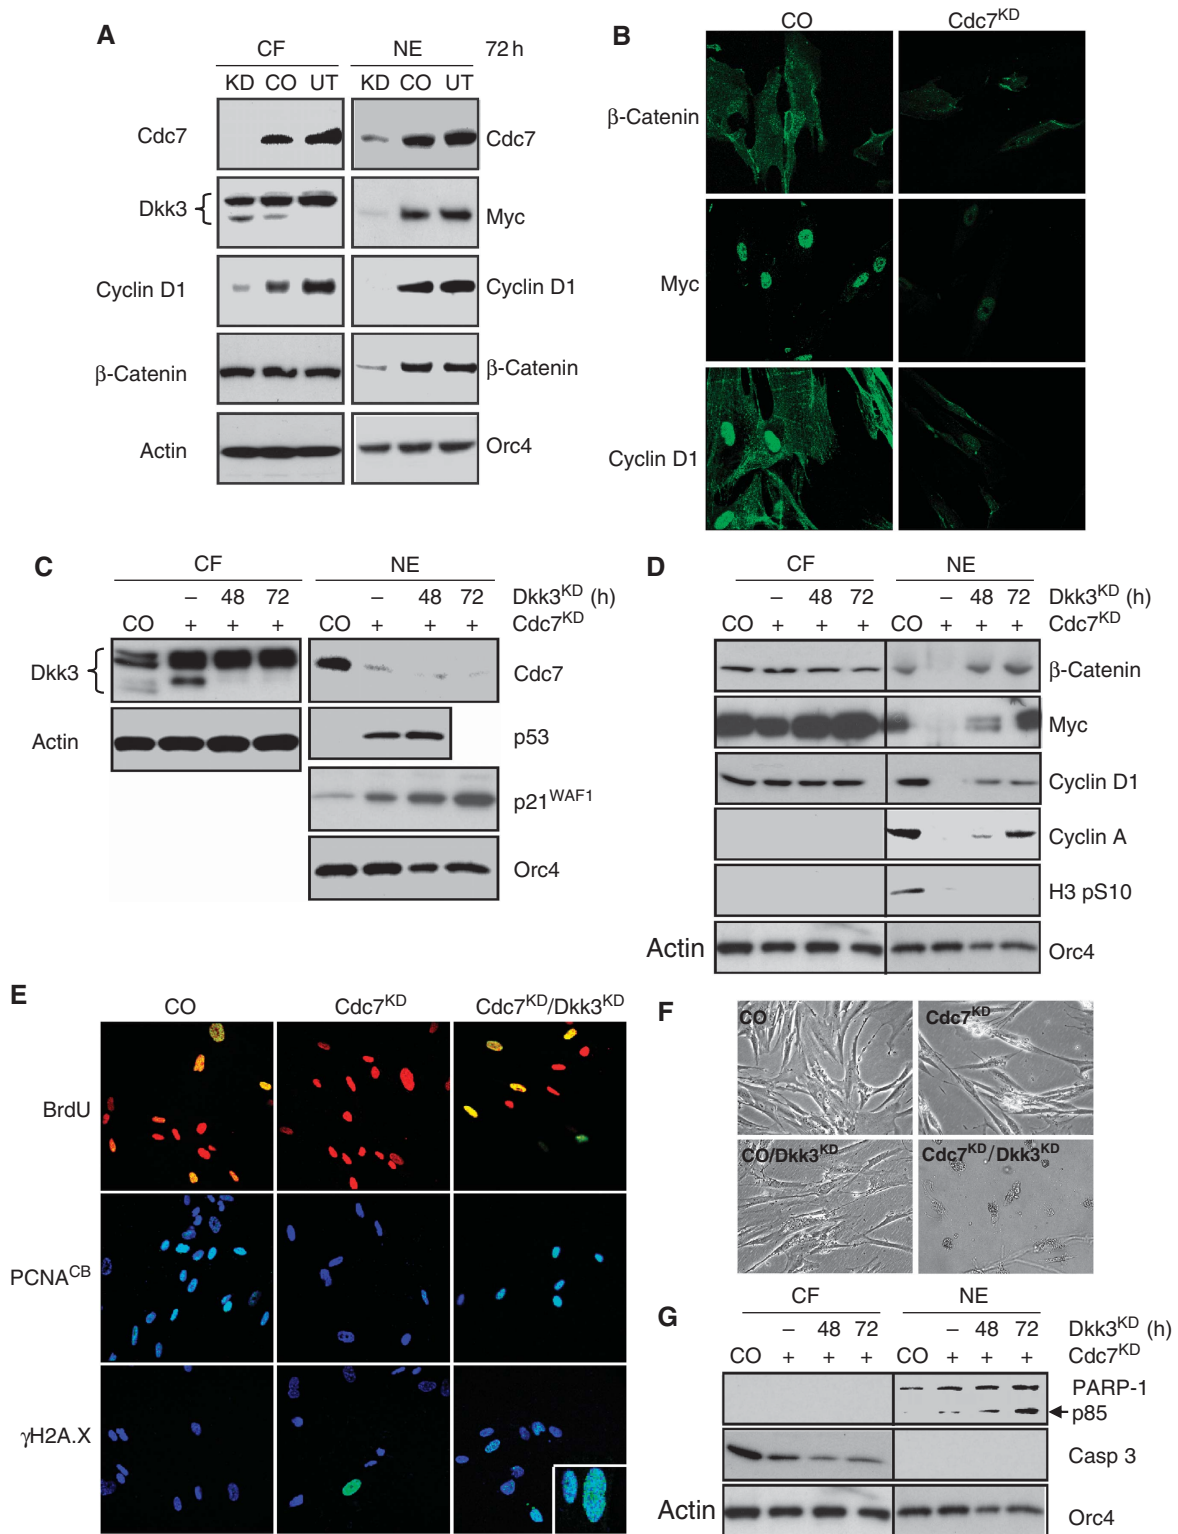 A
CF NE 72 h
KD CO UT KD CO UT
Cdc7 Cdc7
Dkk3 { Myc
Cyclin D1 Cyclin D1
β-Catenin β-Catenin
Actin Orc4
B
CO Cdc7KD
β-Catenin
Myc
Cyclin D1
C
CF NE
– 48 72 – 48 72 Dkk3KD (h)
CO + + + CO + + + Cdc7KD
Dkk3 { Cdc7
Actin p53
p21WAF1
Orc4
D
CF NE
– 48 72 – 48 72 Dkk3KD (h)
CO + + + CO + + + Cdc7KD
β-Catenin
Myc
Cyclin D1
Cyclin A
H3 pS10
Actin Orc4
E
CO Cdc7KD Cdc7KD/Dkk3KD
BrdU
PCNACB
γH2A.X
F
CO Cdc7KD
CO/Dkk3KD Cdc7KD/Dkk3KD
G
CF NE
– 48 72 – 48 72 Dkk3KD (h)
CO + + + CO + + + Cdc7KD
PARP-1
p85
Casp 3
Actin Orc4